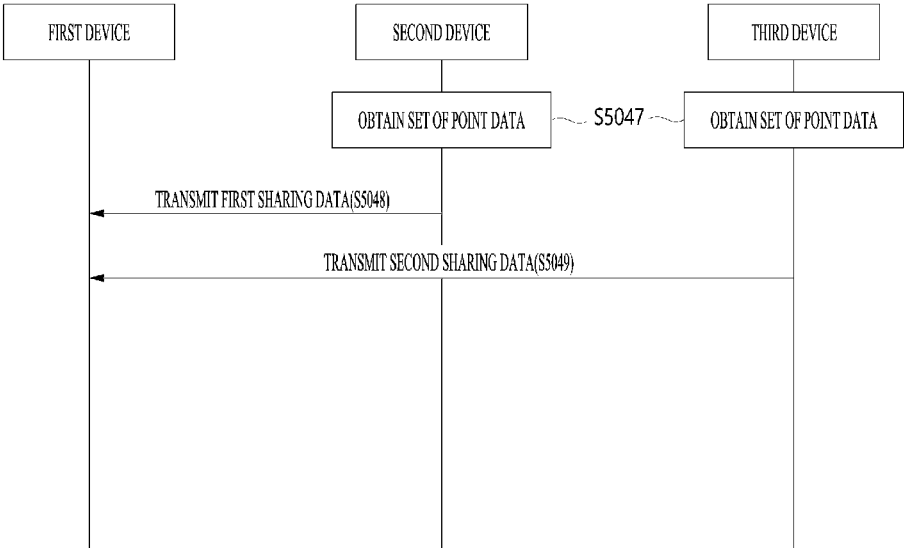 FIRST DEVICE
SECOND DEVICE
THIRD DEVICE
OBTAIN SET OF POINT DATA
S5047
OBTAIN SET OF POINT DATA
TRANSMIT FIRST SHARING DATA(S5048)
TRANSMIT SECOND SHARING DATA(S5049)